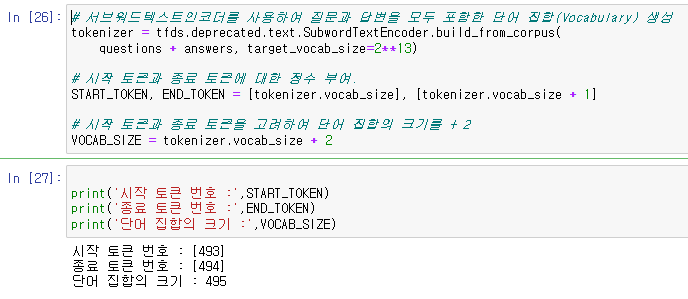 In [26]:
# 서브워드텍스트인코더를 사용하여 질문과 답변을 모두 포함한 단어 집합(Vocabulary) 생성
tokenizer = tfds.deprecated.text.SubwordTextEncoder.build_from_corpus(
    questions + answers, target_vocab_size=2**13)

# 시작 토큰과 종료 토큰에 대한 정수 부여.
START_TOKEN, END_TOKEN = [tokenizer.vocab_size], [tokenizer.vocab_size + 1]

# 시작 토큰과 종료 토큰을 고려하여 단어 집합의 크기를 + 2
VOCAB_SIZE = tokenizer.vocab_size + 2

In [27]:
print('시작 토큰 번호 :',START_TOKEN)
print('종료 토큰 번호 :',END_TOKEN)
print('단어 집합의 크기 :',VOCAB_SIZE)

시작 토큰 번호 : [493]
종료 토큰 번호 : [494]
단어 집합의 크기 : 495